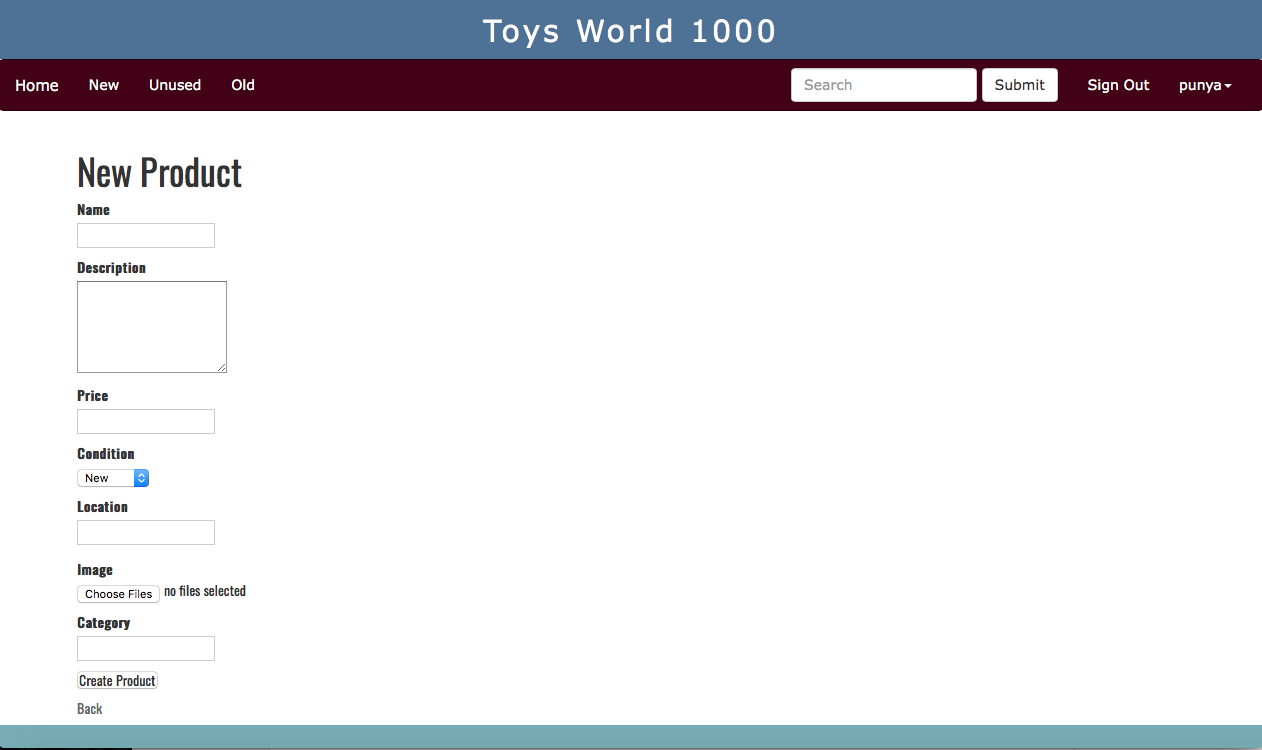 Toys World 1000
Home New Unused Old Search Submit Sign Out punya
New Product
Name
Description
Price
Condition
New
Location
Image
Choose Files no files selected
Category
Create Product
Back